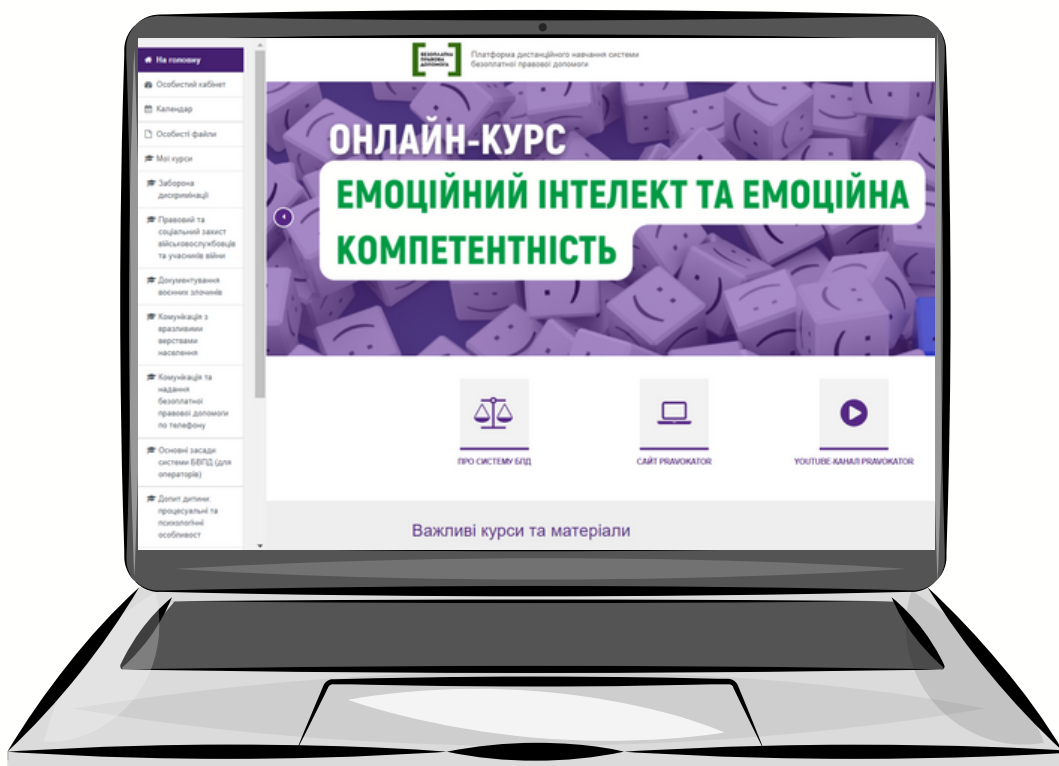 На головну
Особистий кабінет
Календар
Особисті файли
Мої курси
Заборона
дискримінації
Правовий та
соціальний захист
військовослужбовців
та учасників війни
Документування
воєнних злочинів
Комунікація з
вразливими
верствами
населення
Комунікація та
надання
безоплатної
правової допомоги
по телефону
Основні засади
системи БВПД (для
операторів)
Допит дитини:
процесуальні та
психологічні
особливост
БЕЗОПЛАТНА
ПРАВОВА
ДОПОМОГА
Платформа дистанційного навчання системи
безоплатної правової допомоги
ОНЛАЙН-КУРС
ЕМОЦІЙНИЙ ІНТЕЛЕКТ ТА ЕМОЦІЙНА
КОМПЕТЕНТНІСТЬ
ПРО СИСТЕМУ БПД
САЙТ PRAVOKATOR
YOUTUBE-КАНАЛ PRAVOKATOR
Важливі курси та матеріали